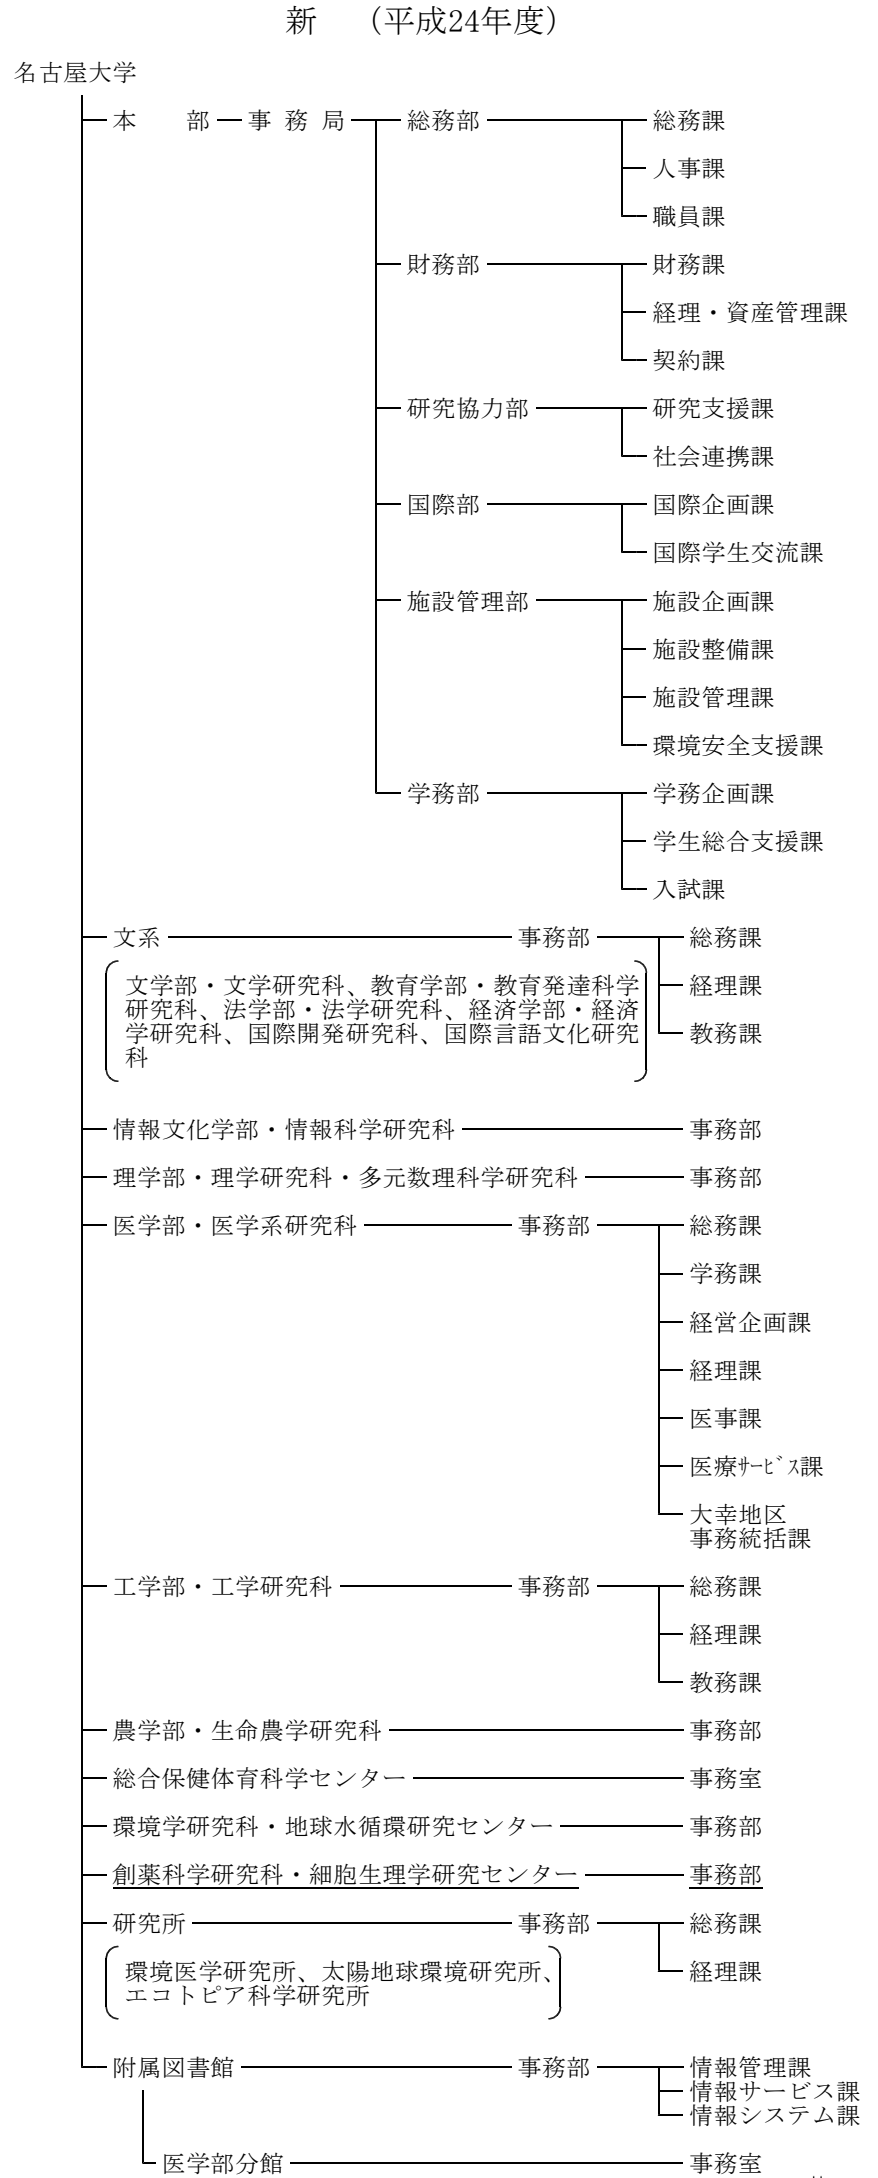 新　（平成24年度）
名古屋大学
本　　部 事 務 局 総務部 総務課
人事課
職員課
財務部 財務課
経理・資産管理課
契約課
研究協力部 研究支援課
社会連携課
国際部 国際企画課
国際学生交流課
施設管理部 施設企画課
施設整備課
施設管理課
環境安全支援課
学務部 学務企画課
学生総合支援課
入試課
文系 事務部 総務課
文学部・文学研究科、教育学部・教育発達科学 経理課
研究科、法学部・法学研究科、経済学部・経済
学研究科、国際開発研究科、国際言語文化研究 教務課
科
情報文化学部・情報科学研究科 事務部
理学部・理学研究科・多元数理科学研究科 事務部
医学部・医学系研究科 事務部 総務課
学務課
経営企画課
経理課
医事課
医療ｻｰﾋﾞｽ課
大幸地区
事務統括課
工学部・工学研究科 事務部 総務課
経理課
教務課
農学部・生命農学研究科 事務部
総合保健体育科学センター 事務室
環境学研究科・地球水循環研究センター 事務部
創薬科学研究科・細胞生理学研究センター 事務部
研究所 事務部 総務課
環境医学研究所、太陽地球環境研究所、 経理課
エコトピア科学研究所
附属図書館 事務部 情報管理課
情報サービス課
情報システム課
医学部分館 事務室